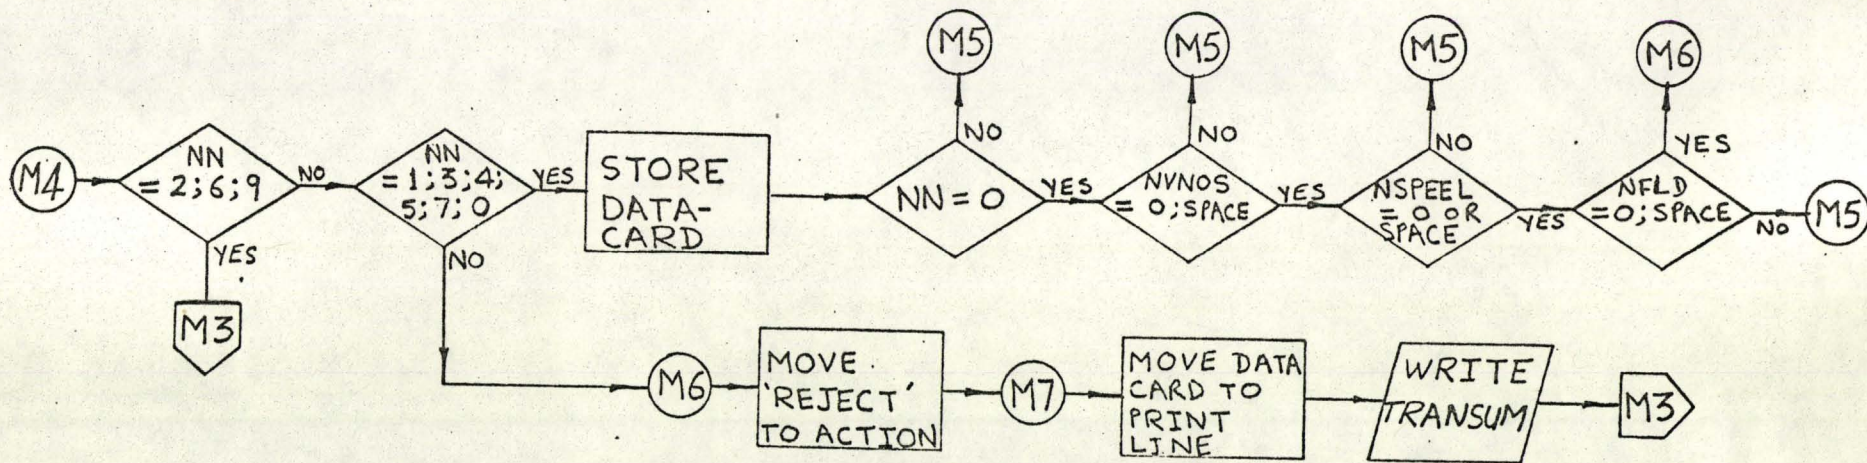 M5
M5
M5
M6
NO
NO
NO
YES
M4
NN
= 2; 6; 9
NO
NN
= 1; 3; 4;
5; 7; 0
YES
STORE
DATA-
CARD
NN = 0
YES
NVNOS
= 0; SPACE
YES
NSPEEL
= 0 OR
SPACE
YES
NFLD
= 0; SPACE
NO
M5
YES
NO
M3
M6
MOVE
'REJECT'
TO ACTION
M7
MOVE DATA
CARD TO
PRINT
LINE
WRITE
TRANSUM
M3